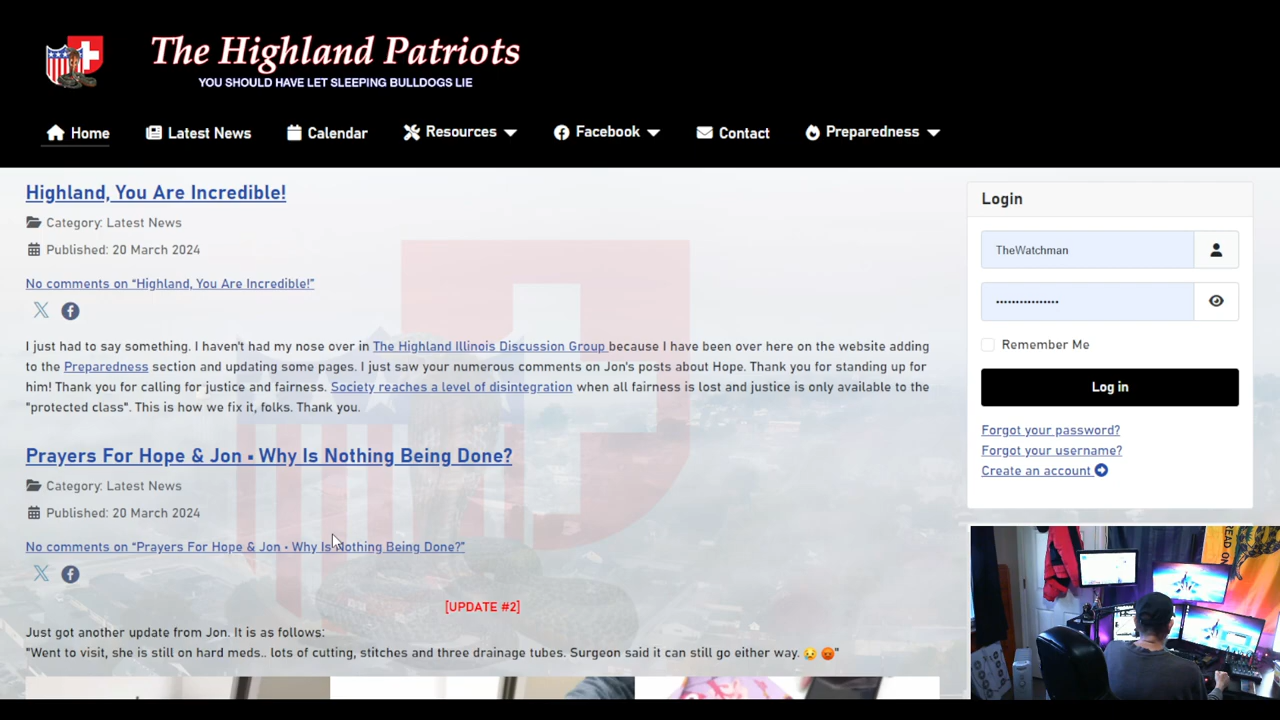 The Highland Patriots
YOU SHOULD HAVE LET SLEEPING BULLDOGS LIE
Home Latest News Calendar Resources Facebook Contact Preparedness
Highland, You Are Incredible!
Category: Latest News
Published: 20 March 2024
No comments on “Highland, You Are Incredible!”
I just had to say something. I haven't had my nose over in The Highland Illinois Discussion Group because I have been over here on the website adding
to the Preparedness section and updating some pages. I just saw your numerous comments on Jon's posts about Hope. Thank you for standing up for
him! Thank you for calling for justice and fairness. Society reaches a level of disintegration when all fairness is lost and justice is only available to the
"protected class". This is how we fix it, folks. Thank you.
Prayers For Hope & Jon • Why Is Nothing Being Done?
Category: Latest News
Published: 20 March 2024
No comments on “Prayers For Hope & Jon • Why Is Nothing Being Done?”
[UPDATE #2]
Just got another update from Jon. It is as follows:
"Went to visit, she is still on hard meds.. lots of cutting, stitches and three drainage tubes. Surgeon said it can still go either way. 😥 😡"
Login
TheWatchman
••••••••••••••••
Remember Me
Log in
Forgot your password?
Forgot your username?
Create an account
READ ON